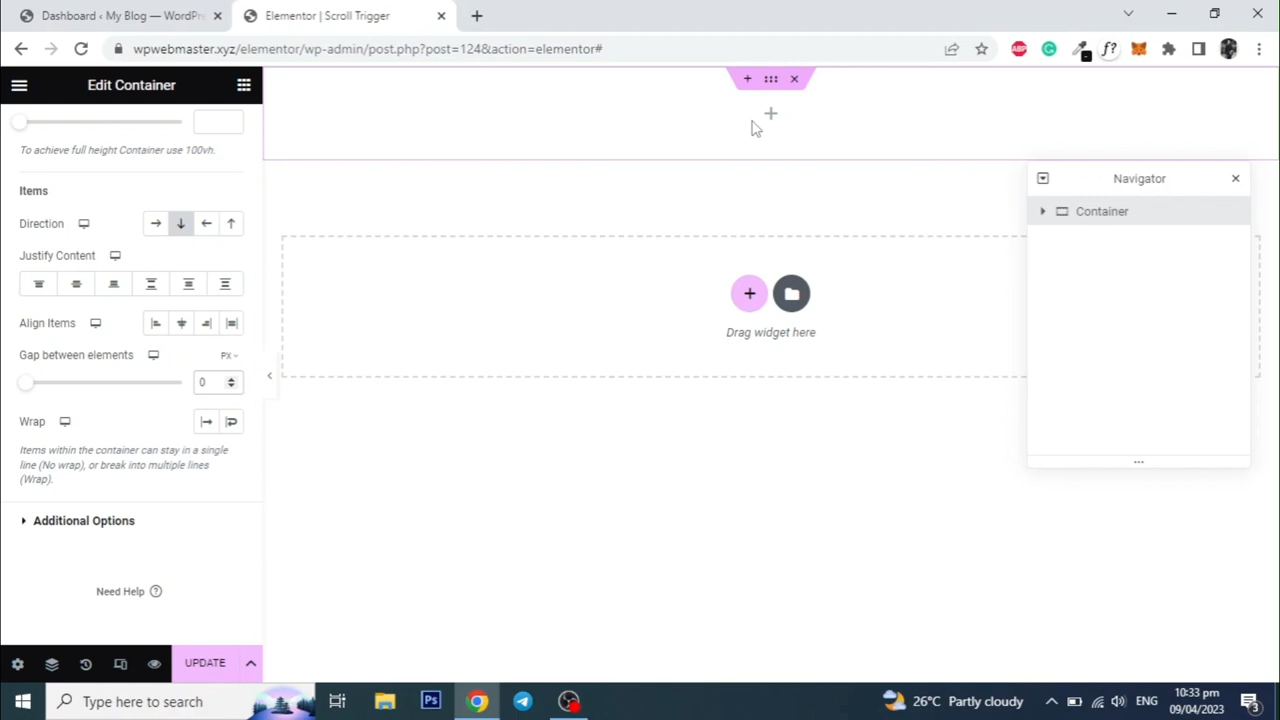 Dashboard ‹ My Blog — WordPre
Elementor | Scroll Trigger
wpwebmaster.xyz/elementor/wp-admin/post.php?post=124&action=elementor#
ABP
f?
Edit Container
To achieve full height Container use 100vh.
Items
Direction
Justify Content
Align Items
Gap between elements
PX
0
Wrap
Items within the container can stay in a single
line (No wrap), or break into multiple lines
(Wrap).
Additional Options
Need Help
UPDATE
Drag widget here
Navigator
Container
Type here to search
Ps
26°C Partly cloudy
ENG
10:33 pm
09/04/2023
3